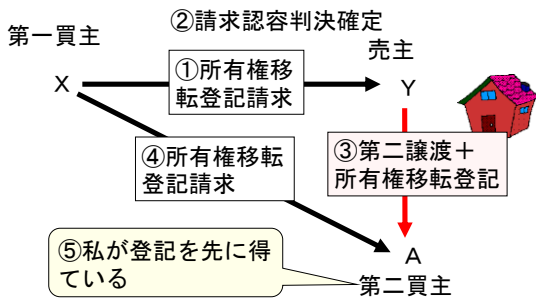 ②請求認容判決確定
第一買主
売主
X
①所有権移
転登記請求
Y
④所有権移転
登記請求
③第二譲渡＋
所有権移転登記
⑤私が登記を先に得
ている
A
第二買主